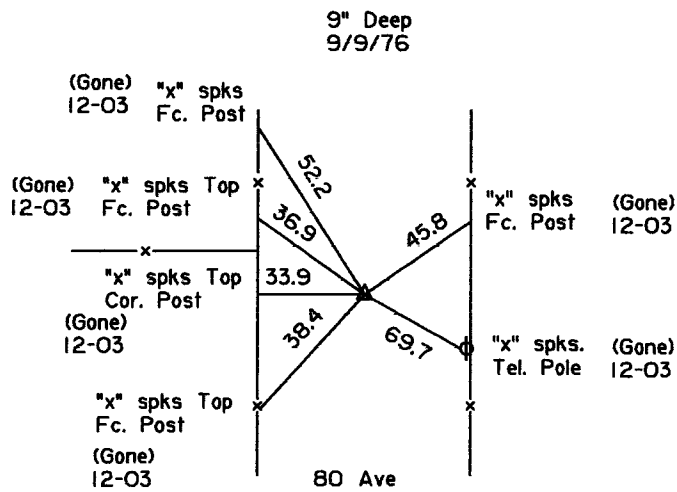 9" Deep
9/9/76
(Gone)
12-03
"x" spks
Fc. Post
52.2
(Gone)
12-03
"x" spks Top
Fc. Post
36.9
45.8
"x" spks
Fc. Post
(Gone)
12-03
"x" spks Top
Cor. Post
33.9
(Gone)
12-03
38.4
69.7
"x" spks.
Tel. Pole
(Gone)
12-03
"x" spks Top
Fc. Post
(Gone)
12-03
80 Ave